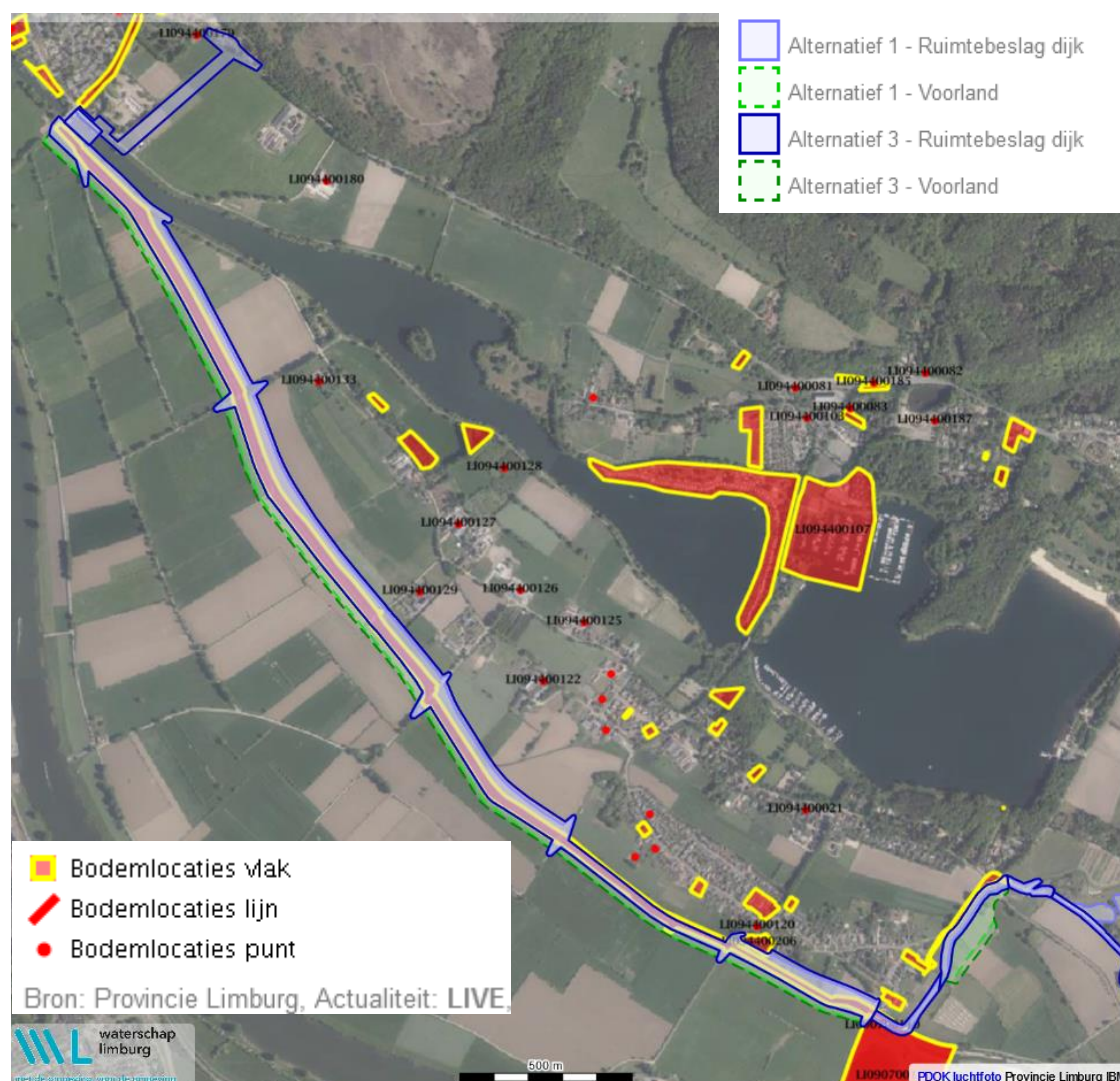 Alternatief 1 - Ruimtebeslag dijk
Alternatief 1 - Voorland
Alternatief 3 - Ruimtebeslag dijk
Alternatief 3 - Voorland
LI094400180
LI094400133
LI094400082
LI094400081
LI094400185
LI094400083
LI094400103
LI094400187
LI094400128
LI094400127
LI094400107
LI094400129
LI094400126
LI094400125
LI094400122
LI094400021
LI094400120
Bodemlocaties vlak
Bodemlocaties lijn
Bodemlocaties punt
Bron: Provincie Limburg, Actualiteit: LIVE,
waterschap
limburg
500 m
PDOK luchtfoto Provincie Limburg